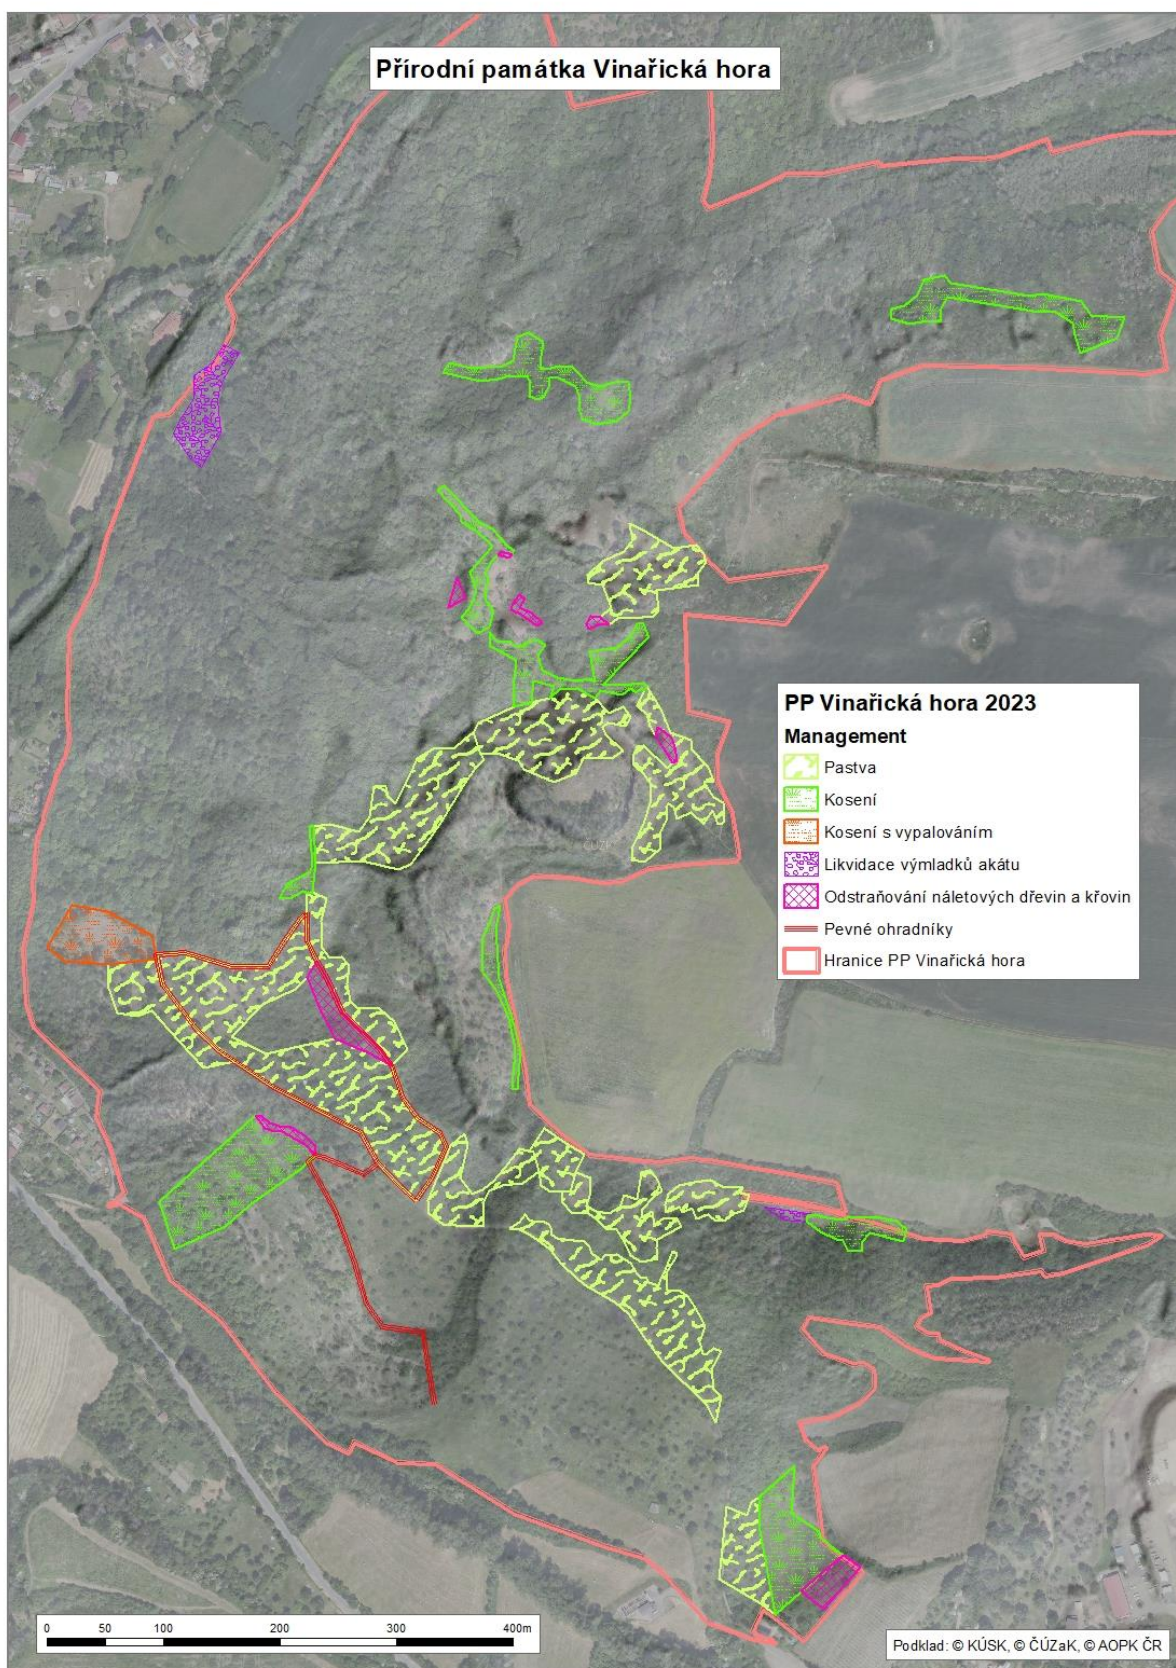 Přírodní památka Vinařická hora
ČÚZK
PP Vinařická hora 2023
Management
Pastva
Kosení
Kosení s vypalováním
Likvidace výmladků akátu
Odstraňování náletových dřevin a křovin
Pevné ohradníky
Hranice PP Vinařická hora
0 50 100 200 300 400m
Podklad: © KÚSK, © ČÚZaK, © AOPK ČR